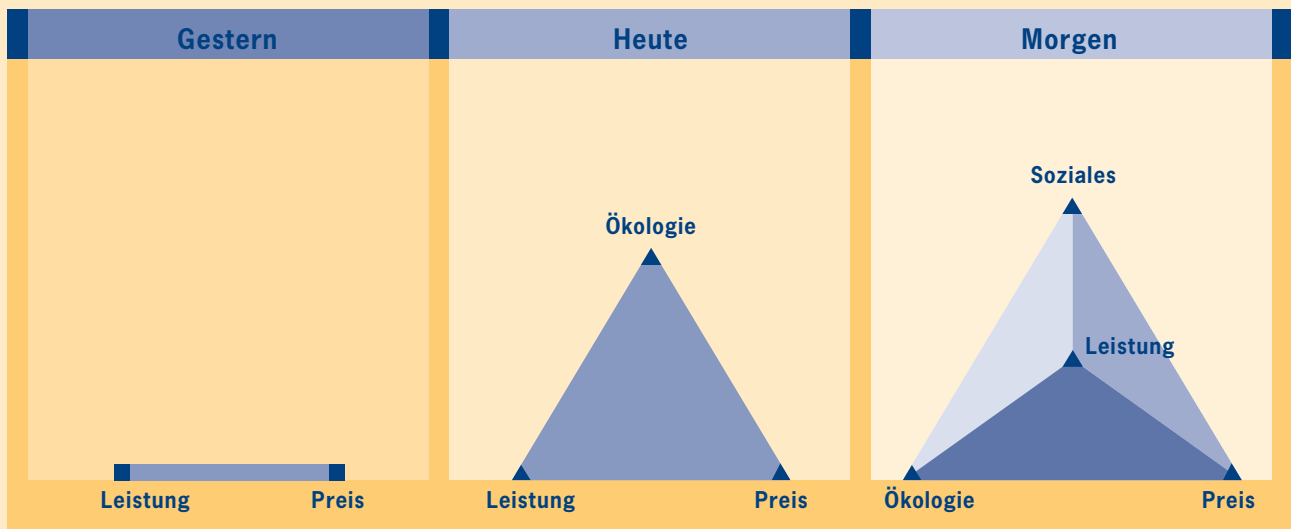 Gestern
Heute
Morgen
Soziales
Ökologie
Leistung
Leistung
Preis
Leistung
Preis
Ökologie
Preis